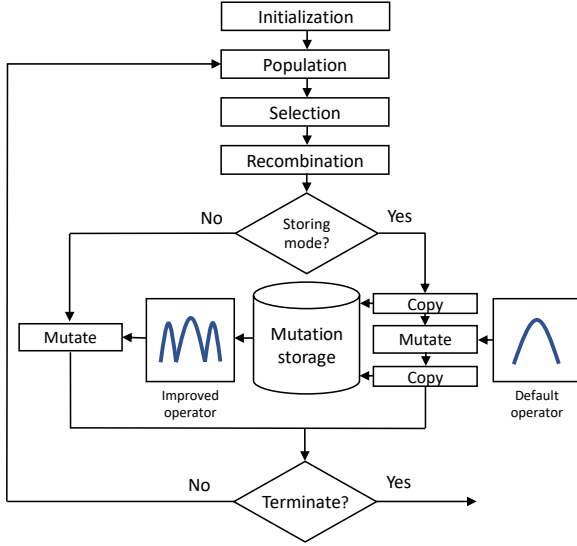 Initialization
Population
Selection
Recombination
No
Storing
mode?
Yes
Copy
Mutate
Mutation
storage
Mutate
Copy
Improved
operator
Default
operator
No
Terminate?
Yes